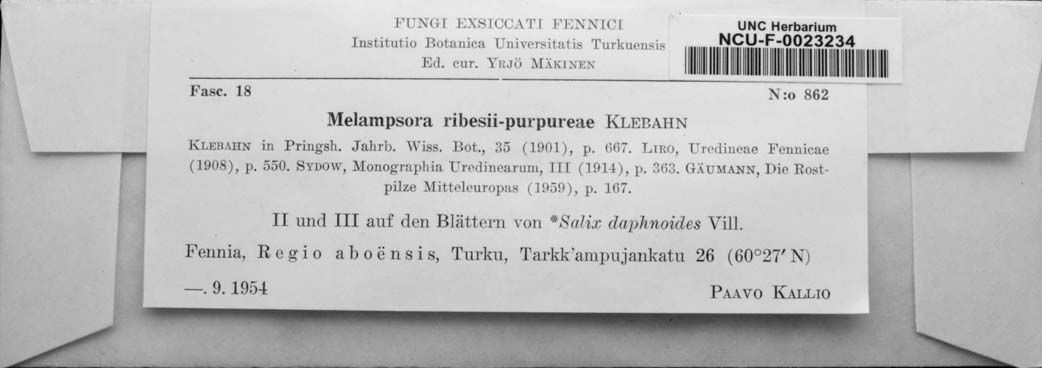 FUNGI EXSICCATI FENNICI
Institutio Botanica Universitatis Turkuensis
Ed. cur. YRJÖ MÄKINEN
UNC Herbarium
NCU-F-0023234
Fasc. 18 N:o 862
Melampsora ribesii-purpureae KLEBAHN
KLEBAHN in Pringsh. Jahrb. Wiss. Bot., 35 (1901), p. 667. LIRO, Uredineae Fennicae
(1908), p. 550. SYDOW, Monographia Uredinearum, III (1914), p. 363. GÄUMANN, Die Rost-
pilze Mitteleuropas (1959), p. 167.
II und III auf den Blättern von *Salix daphnoides Vill.
Fennia, Regio aboënsis, Turku, Tarkk'ampujankatu 26 (60°27′ N)
—. 9. 1954 PAAVO KALLIO